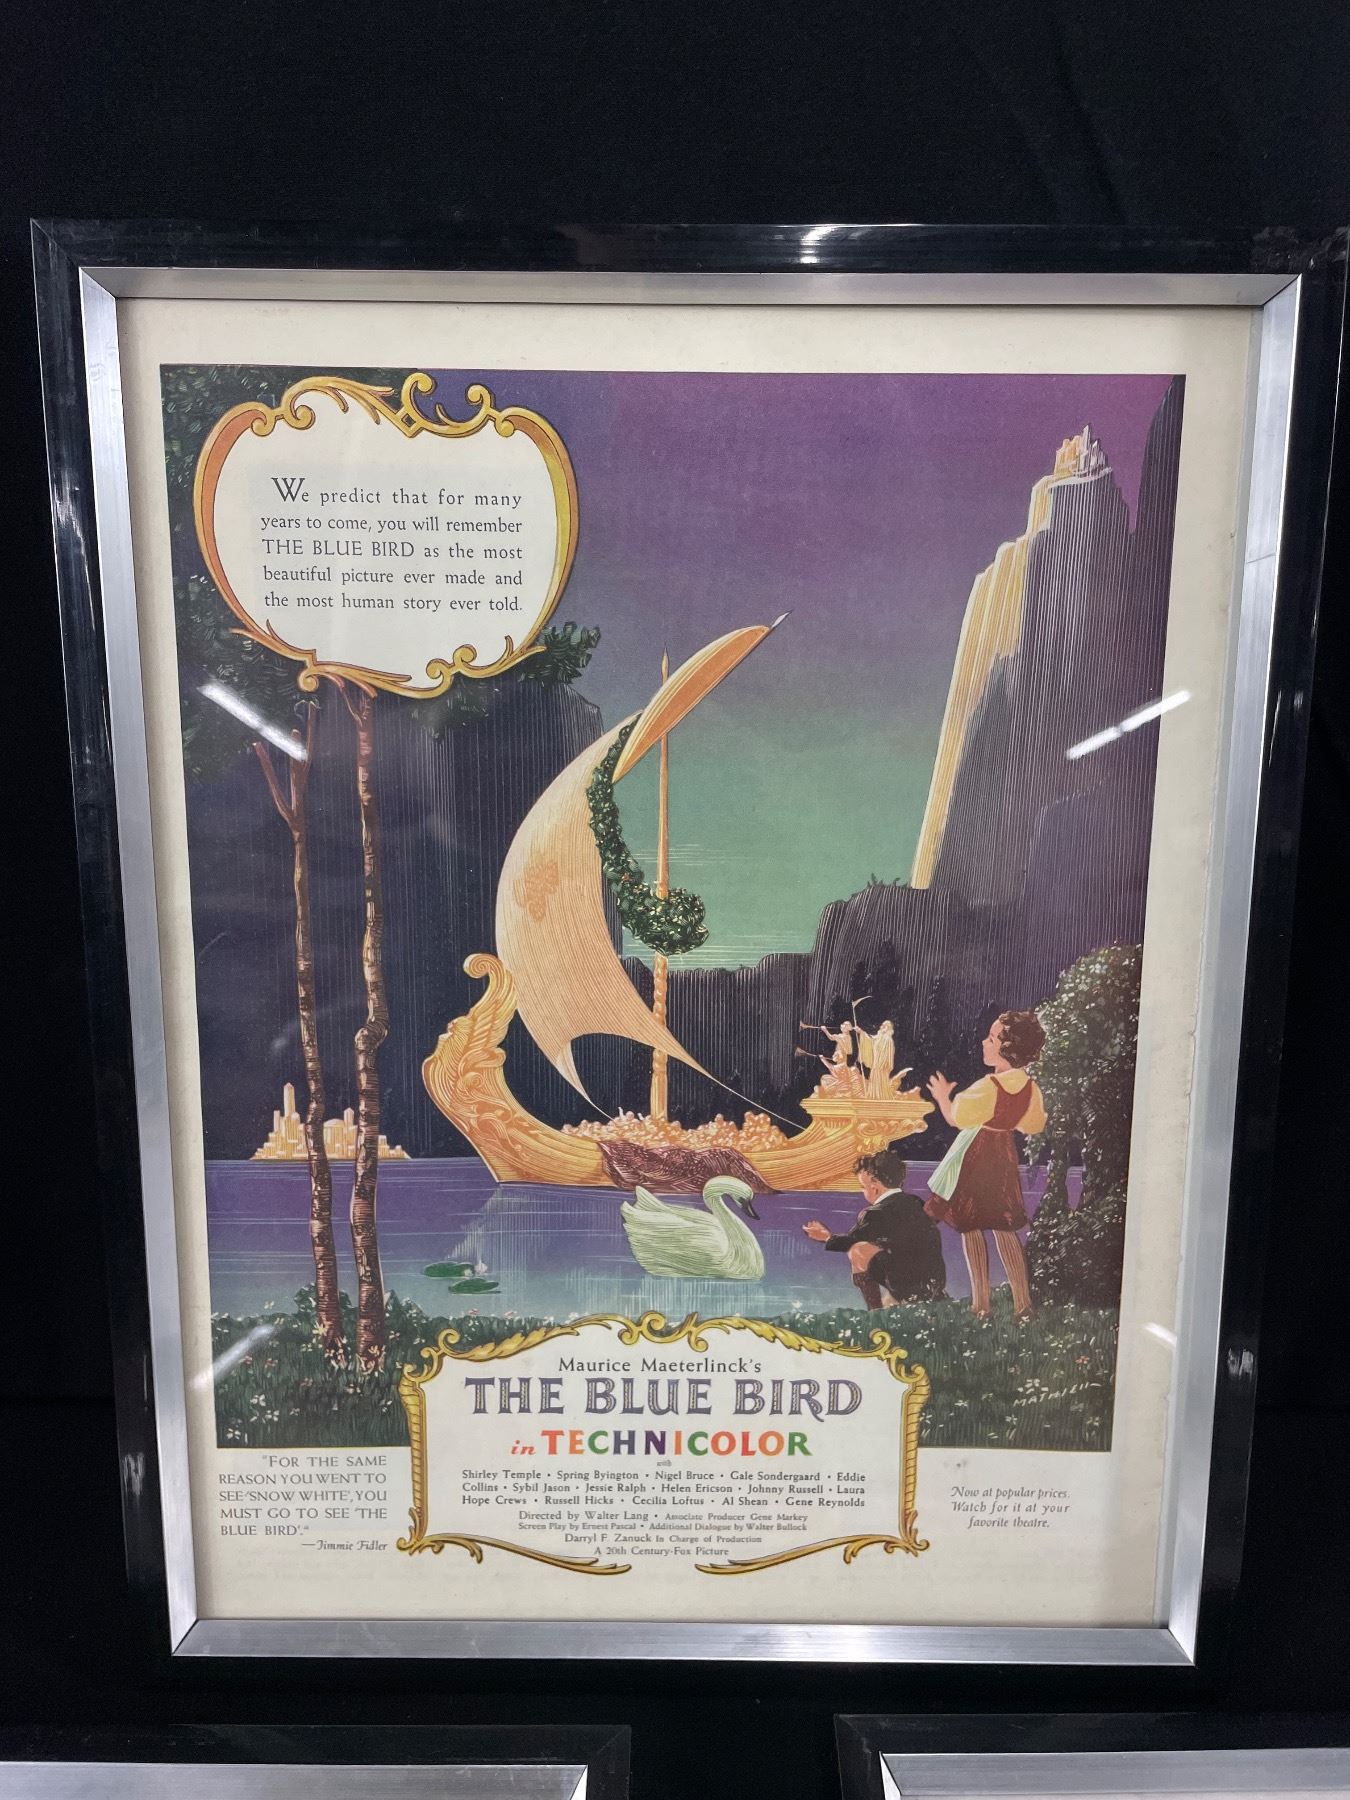 We predict that for many
years to come, you will remember
THE BLUE BIRD as the most
beautiful picture ever made and
the most human story ever told.
MATHIEU
Maurice Maeterlinck's
THE BLUE BIRD
in TECHNICOLOR
with
Shirley Temple • Spring Byington • Nigel Bruce • Gale Sondergaard • Eddie
Collins • Sybil Jason • Jessie Ralph • Helen Ericson • Johnny Russell • Laura
Hope Crews • Russell Hicks • Cecilia Loftus • Al Shean • Gene Reynolds
Directed by Walter Lang • Associate Producer Gene Markey
Screen Play by Ernest Pascal • Additional Dialogue by Walter Bullock
Darryl F. Zanuck In Charge of Production
A 20th Century-Fox Picture
"FOR THE SAME
REASON YOU WENT TO
SEE 'SNOW WHITE', YOU
MUST GO TO SEE 'THE
BLUE BIRD'."
—Jimmie Fidler
Now at popular prices.
Watch for it at your
favorite theatre.